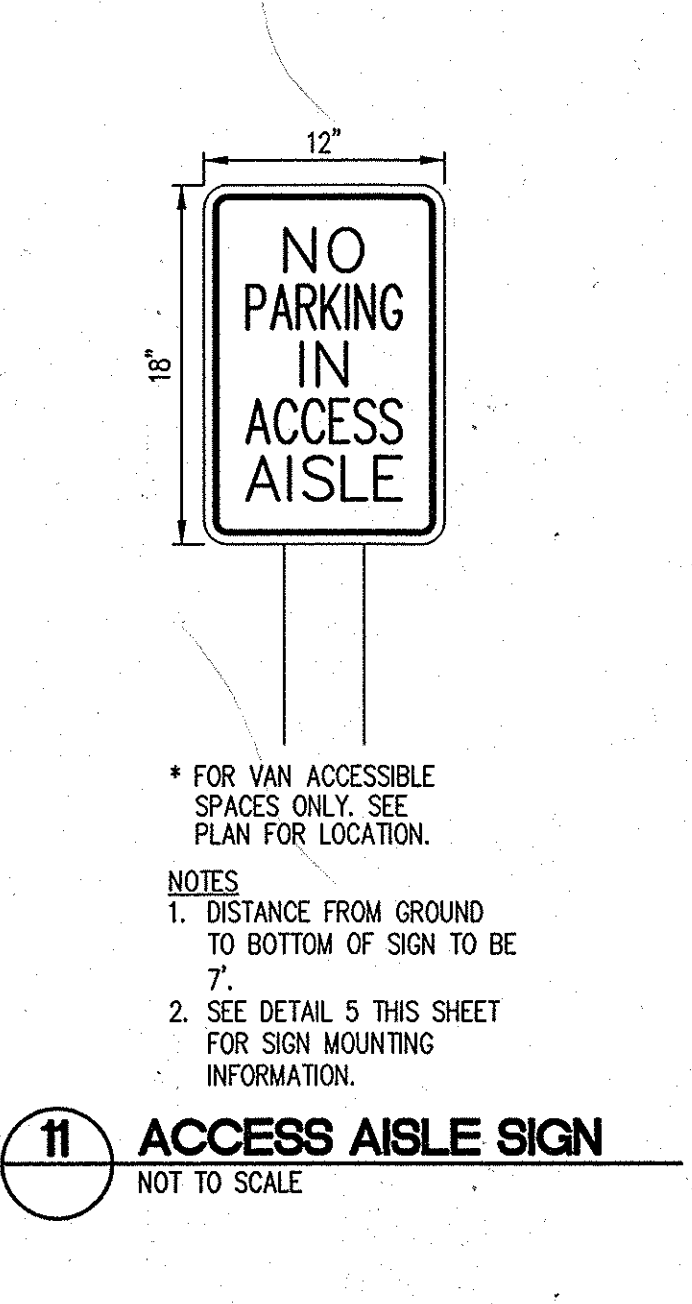 12"
18"
NO
PARKING
IN
ACCESS
AISLE
* FOR VAN ACCESSIBLE
SPACES ONLY. SEE
PLAN FOR LOCATION.
NOTES
1. DISTANCE FROM GROUND
TO BOTTOM OF SIGN TO BE
7'.
2. SEE DETAIL 5 THIS SHEET
FOR SIGN MOUNTING
INFORMATION.
11 ACCESS AISLE SIGN
NOT TO SCALE